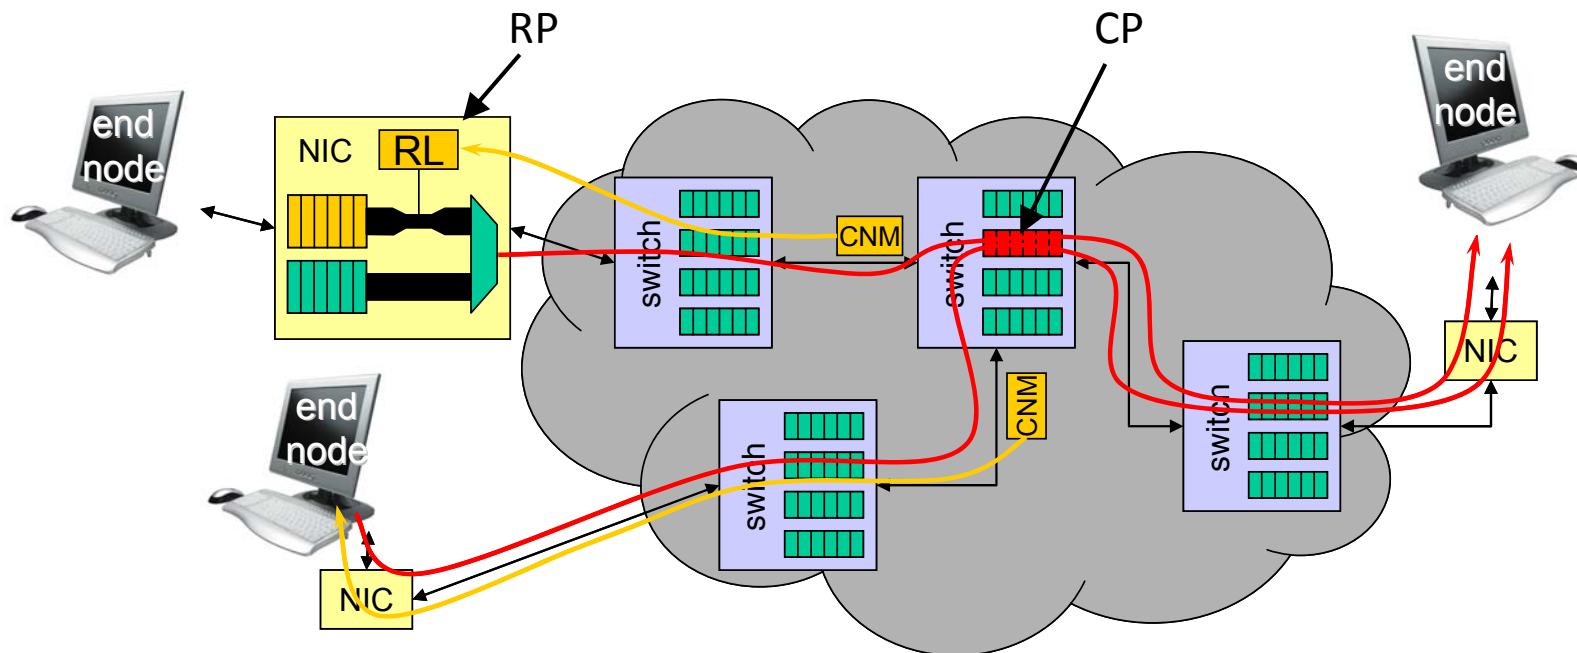 RP
CP
end
node
NIC
RL
end
node
switch
CNM
switch
NIC
switch
end
node
CNM
switch
NIC